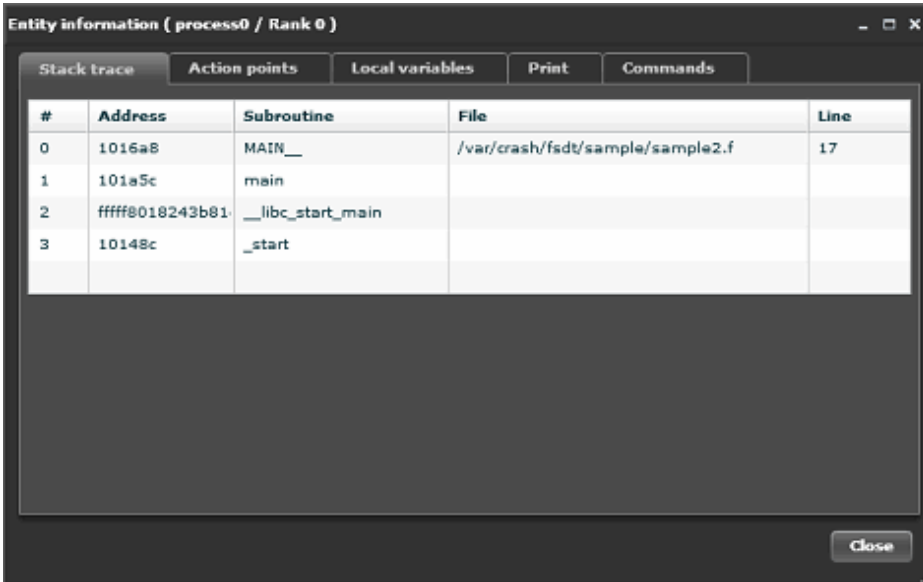 Entity information ( process0 / Rank 0 )
Stack trace Action points Local variables Print Commands
# Address Subroutine File Line
0 1016a8 MAIN__ /var/crash/fsdt/sample/sample2.f 17
1 101a5c main
2 fffff8018243b81 __libc_start_main
3 10148c _start
Close